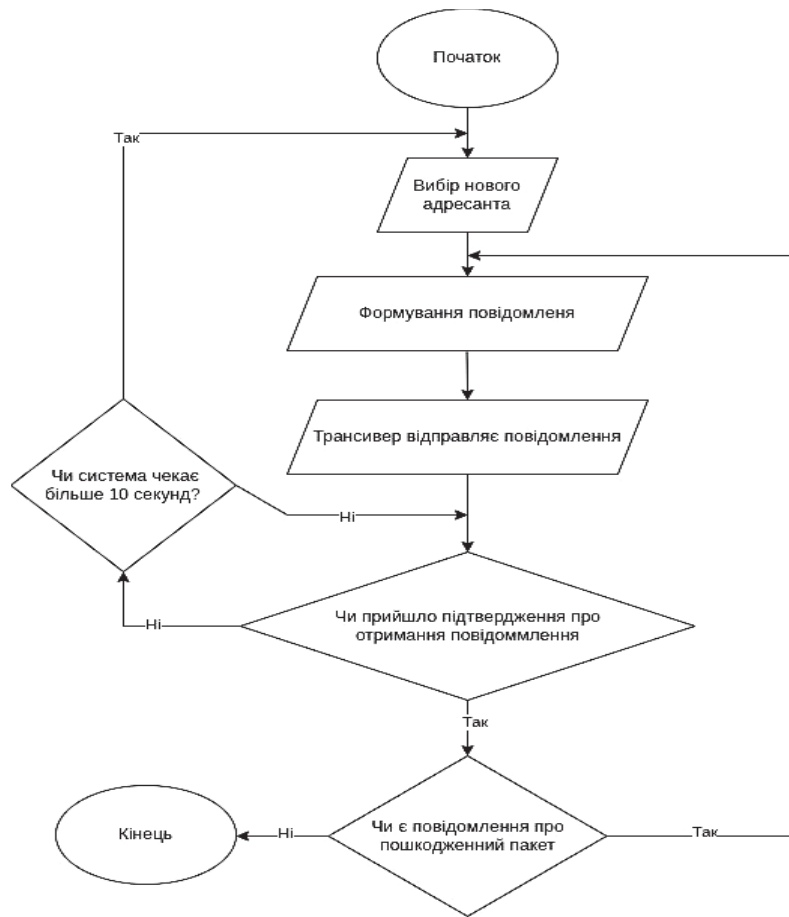 Початок
Так
Вибір нового
адресанта
Формування повідомленя
Трансивер відправляє повідомлення
Чи система чекає
більше 10 секунд?
Ні
Чи прийшло підтвердження про
отримання повідоммлення
Ні
Так
Чи є повідомлення про
пошкодженний пакет
Так
Ні
Кінець